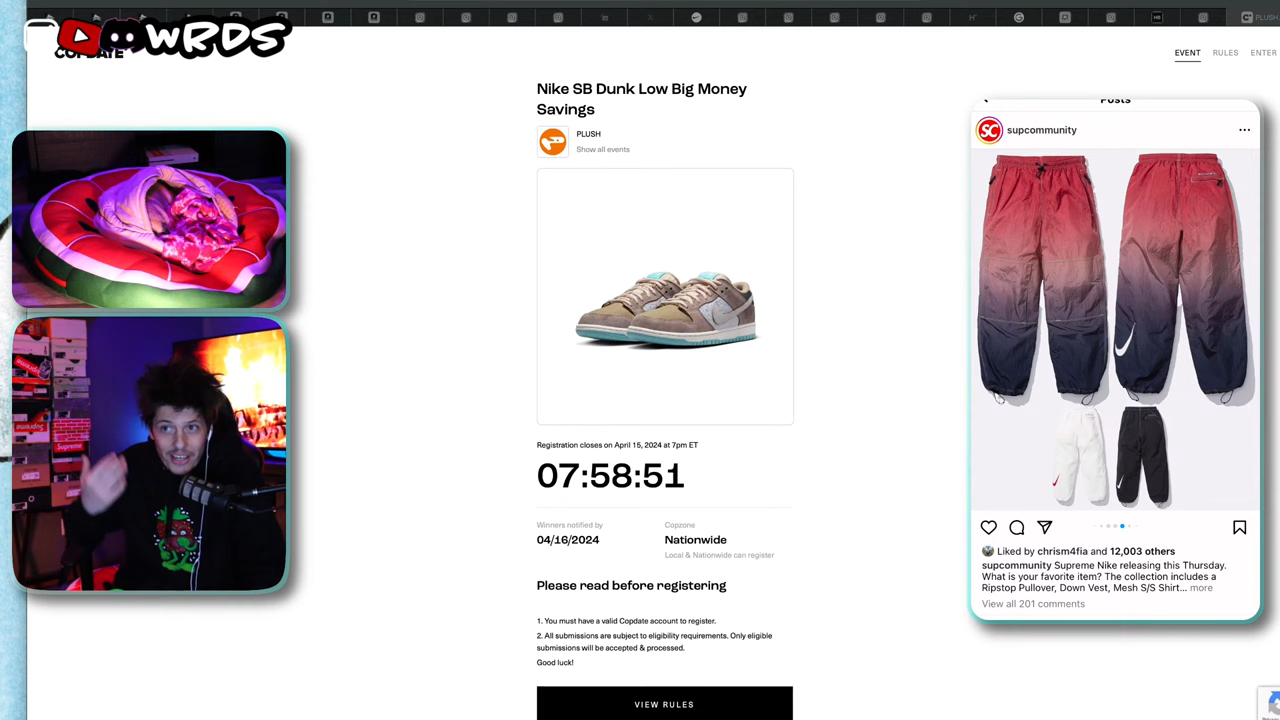 WRDS
COPDATE
EVENT RULES ENTER
Nike SB Dunk Low Big Money
Savings
PLUSH
Show all events
Registration closes on April 15, 2024 at 7pm ET
07:58:51
Winners notified by
04/16/2024
Copzone
Nationwide
Local & Nationwide can register
Please read before registering
1. You must have a valid Copdate account to register.
2. All submissions are subject to eligibility requirements. Only eligible
submissions will be accepted & processed.
Good luck!
VIEW RULES
Posts
SC
supcommunity
Liked by chrism4fia and 12,003 others
supcommunity Supreme Nike releasing this Thursday.
What is your favorite item? The collection includes a
Ripstop Pullover, Down Vest, Mesh S/S Shirt... more
View all 201 comments
Supreme
PLUSH